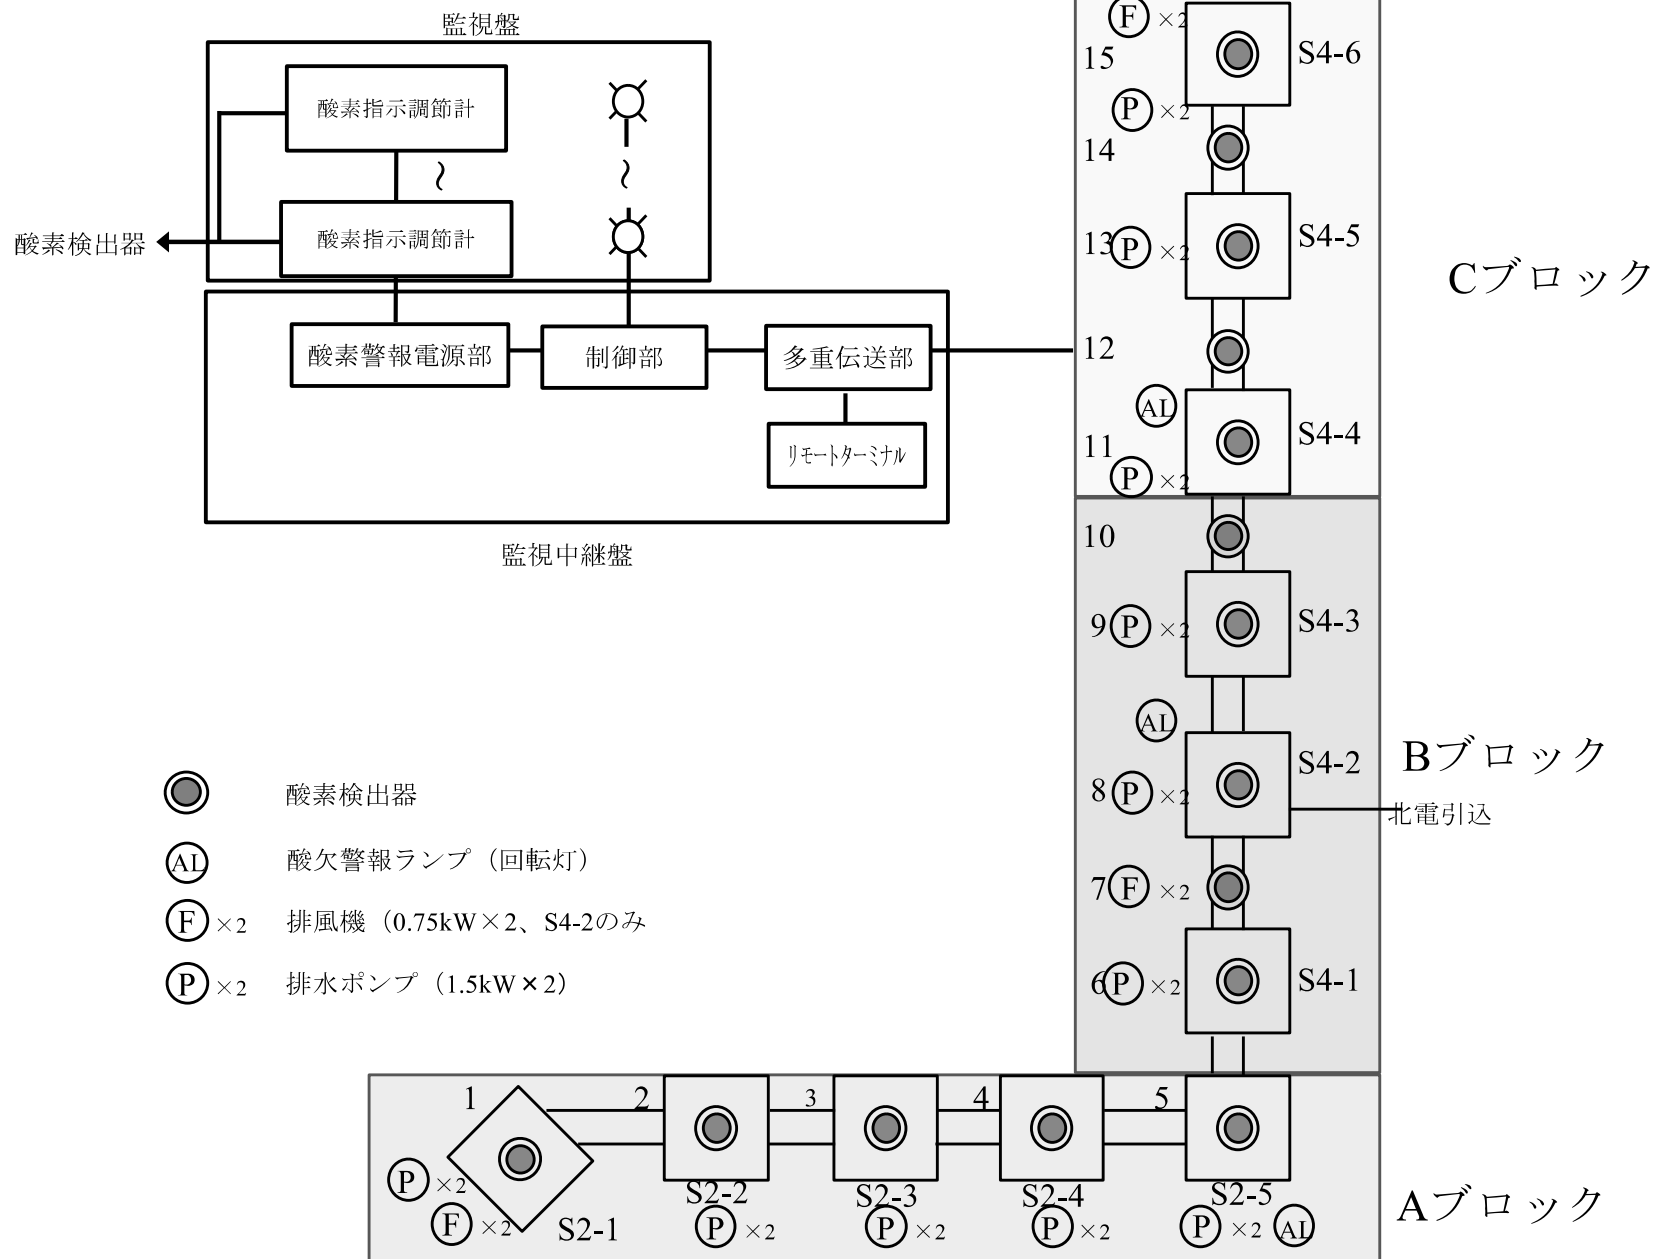 監視盤
酸素指示調節計
酸素指示調節計
酸素検出器
酸素警報電源部
制御部
多重伝送部
リモートターミナル
監視中継盤
酸素検出器
AL 酸欠警報ランプ（回転灯）
F ×2 排風機（0.75kW×2、S4-2のみ
P ×2 排水ポンプ（1.5kW×2）
F ×2
15 S4-6
P ×2
14
13 P ×2 S4-5
Cブロック
12
AL
11 S4-4
P ×2
10
9 P ×2 S4-3
AL
S4-2
Bブロック
8 P ×2
北電引込
7 F ×2
6 P ×2 S4-1
1 2 3 4 5
P ×2
S2-2 S2-3 S2-4 S2-5
F ×2 S2-1
P ×2 P ×2 P ×2 P ×2 AL
Aブロック